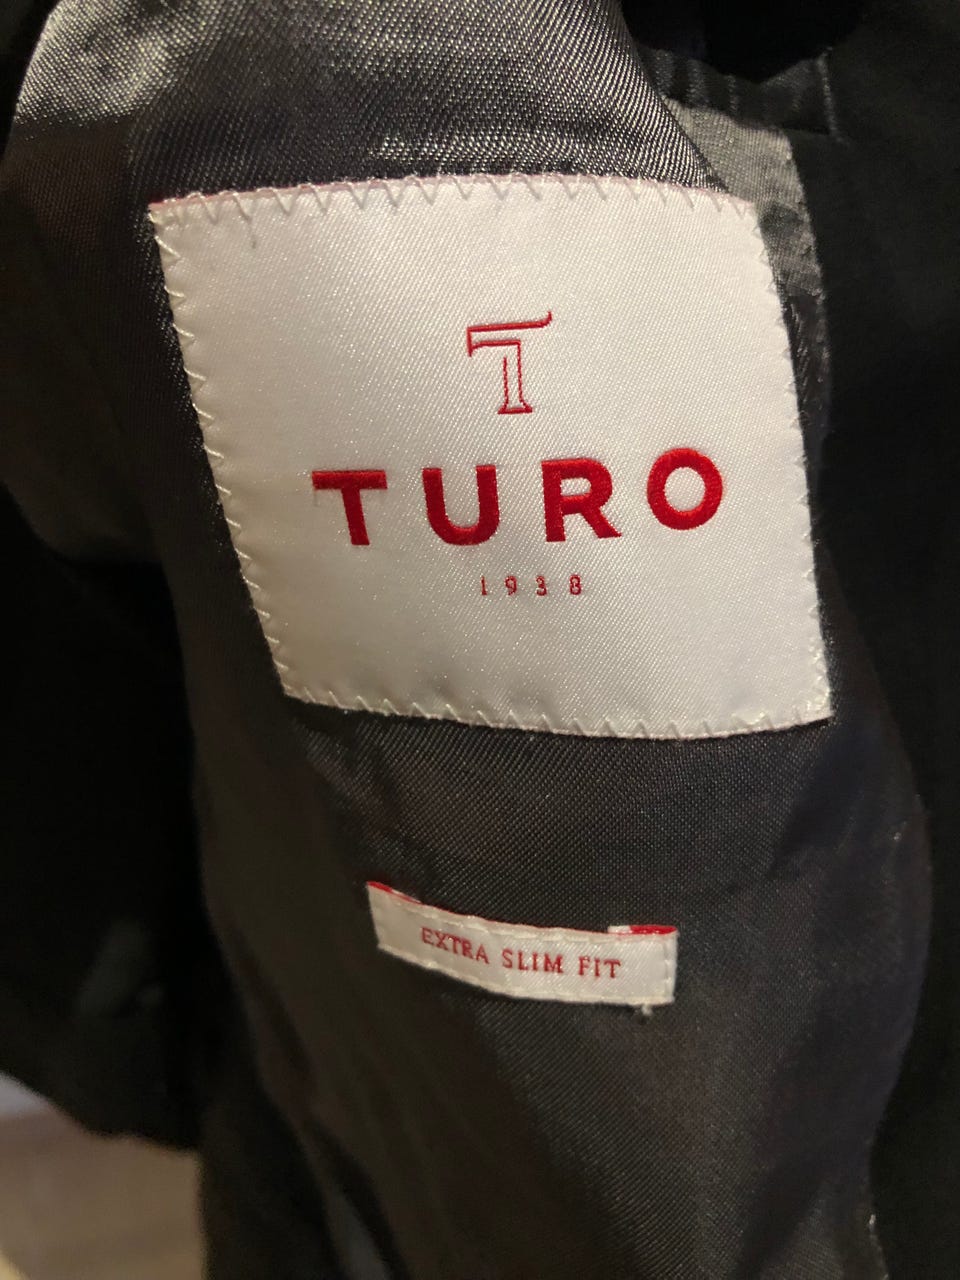 T
TURO
1938
EXTRA SLIM FIT